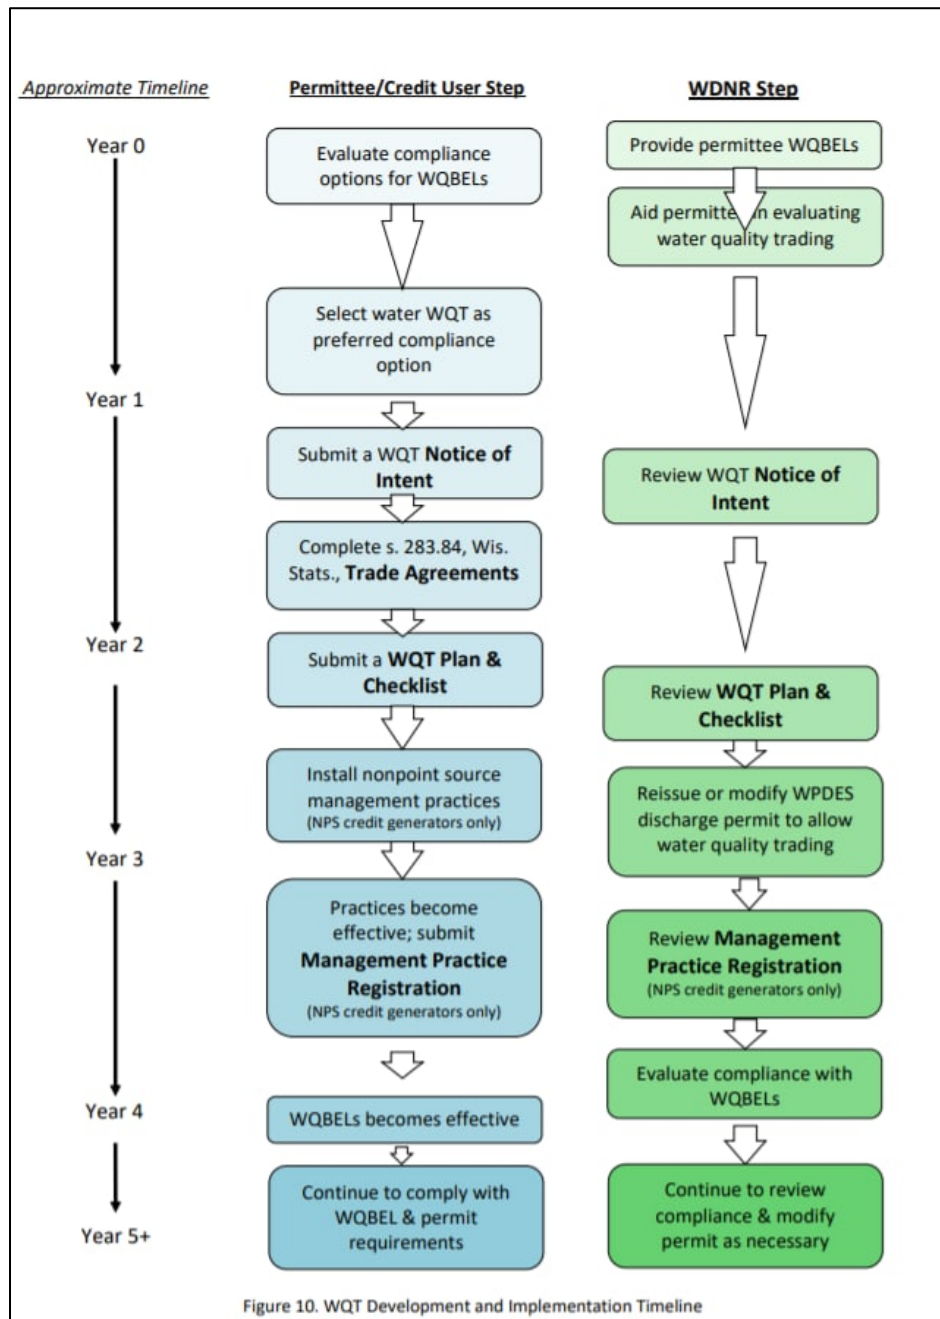 Approximate Timeline
Permittee/Credit User Step
WDNR Step
Year 0
Evaluate compliance
options for WQBELs
Provide permittee WQBELs
Aid permittee in evaluating
water quality trading
Select water WQT as
preferred compliance
option
Year 1
Submit a WQT Notice of
Intent
Review WQT Notice of
Intent
Complete s. 283.84, Wis.
Stats., Trade Agreements
Year 2
Submit a WQT Plan &
Checklist
Review WQT Plan &
Checklist
Install nonpoint source
management practices
(NPS credit generators only)
Reissue or modify WPDES
discharge permit to allow
water quality trading
Year 3
Practices become
effective; submit
Management Practice
Registration
(NPS credit generators only)
Review Management
Practice Registration
(NPS credit generators only)
Evaluate compliance with
WQBELs
Year 4
WQBELs becomes effective
Continue to comply with
WQBEL & permit
requirements
Continue to review
compliance & modify
permit as necessary
Year 5+
Figure 10. WQT Development and Implementation Timeline